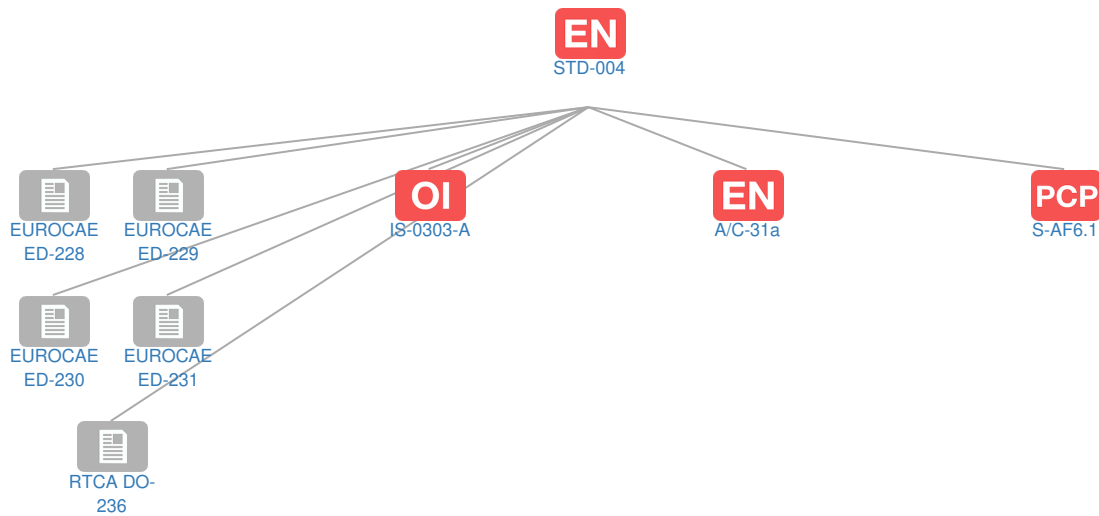 EN
STD-004
OI
EN
PCP
EUROCAE
ED-228
EUROCAE
ED-229
IS-0303-A
A/C-31a
S-AF6.1
EUROCAE
ED-230
EUROCAE
ED-231
RTCA DO-
236